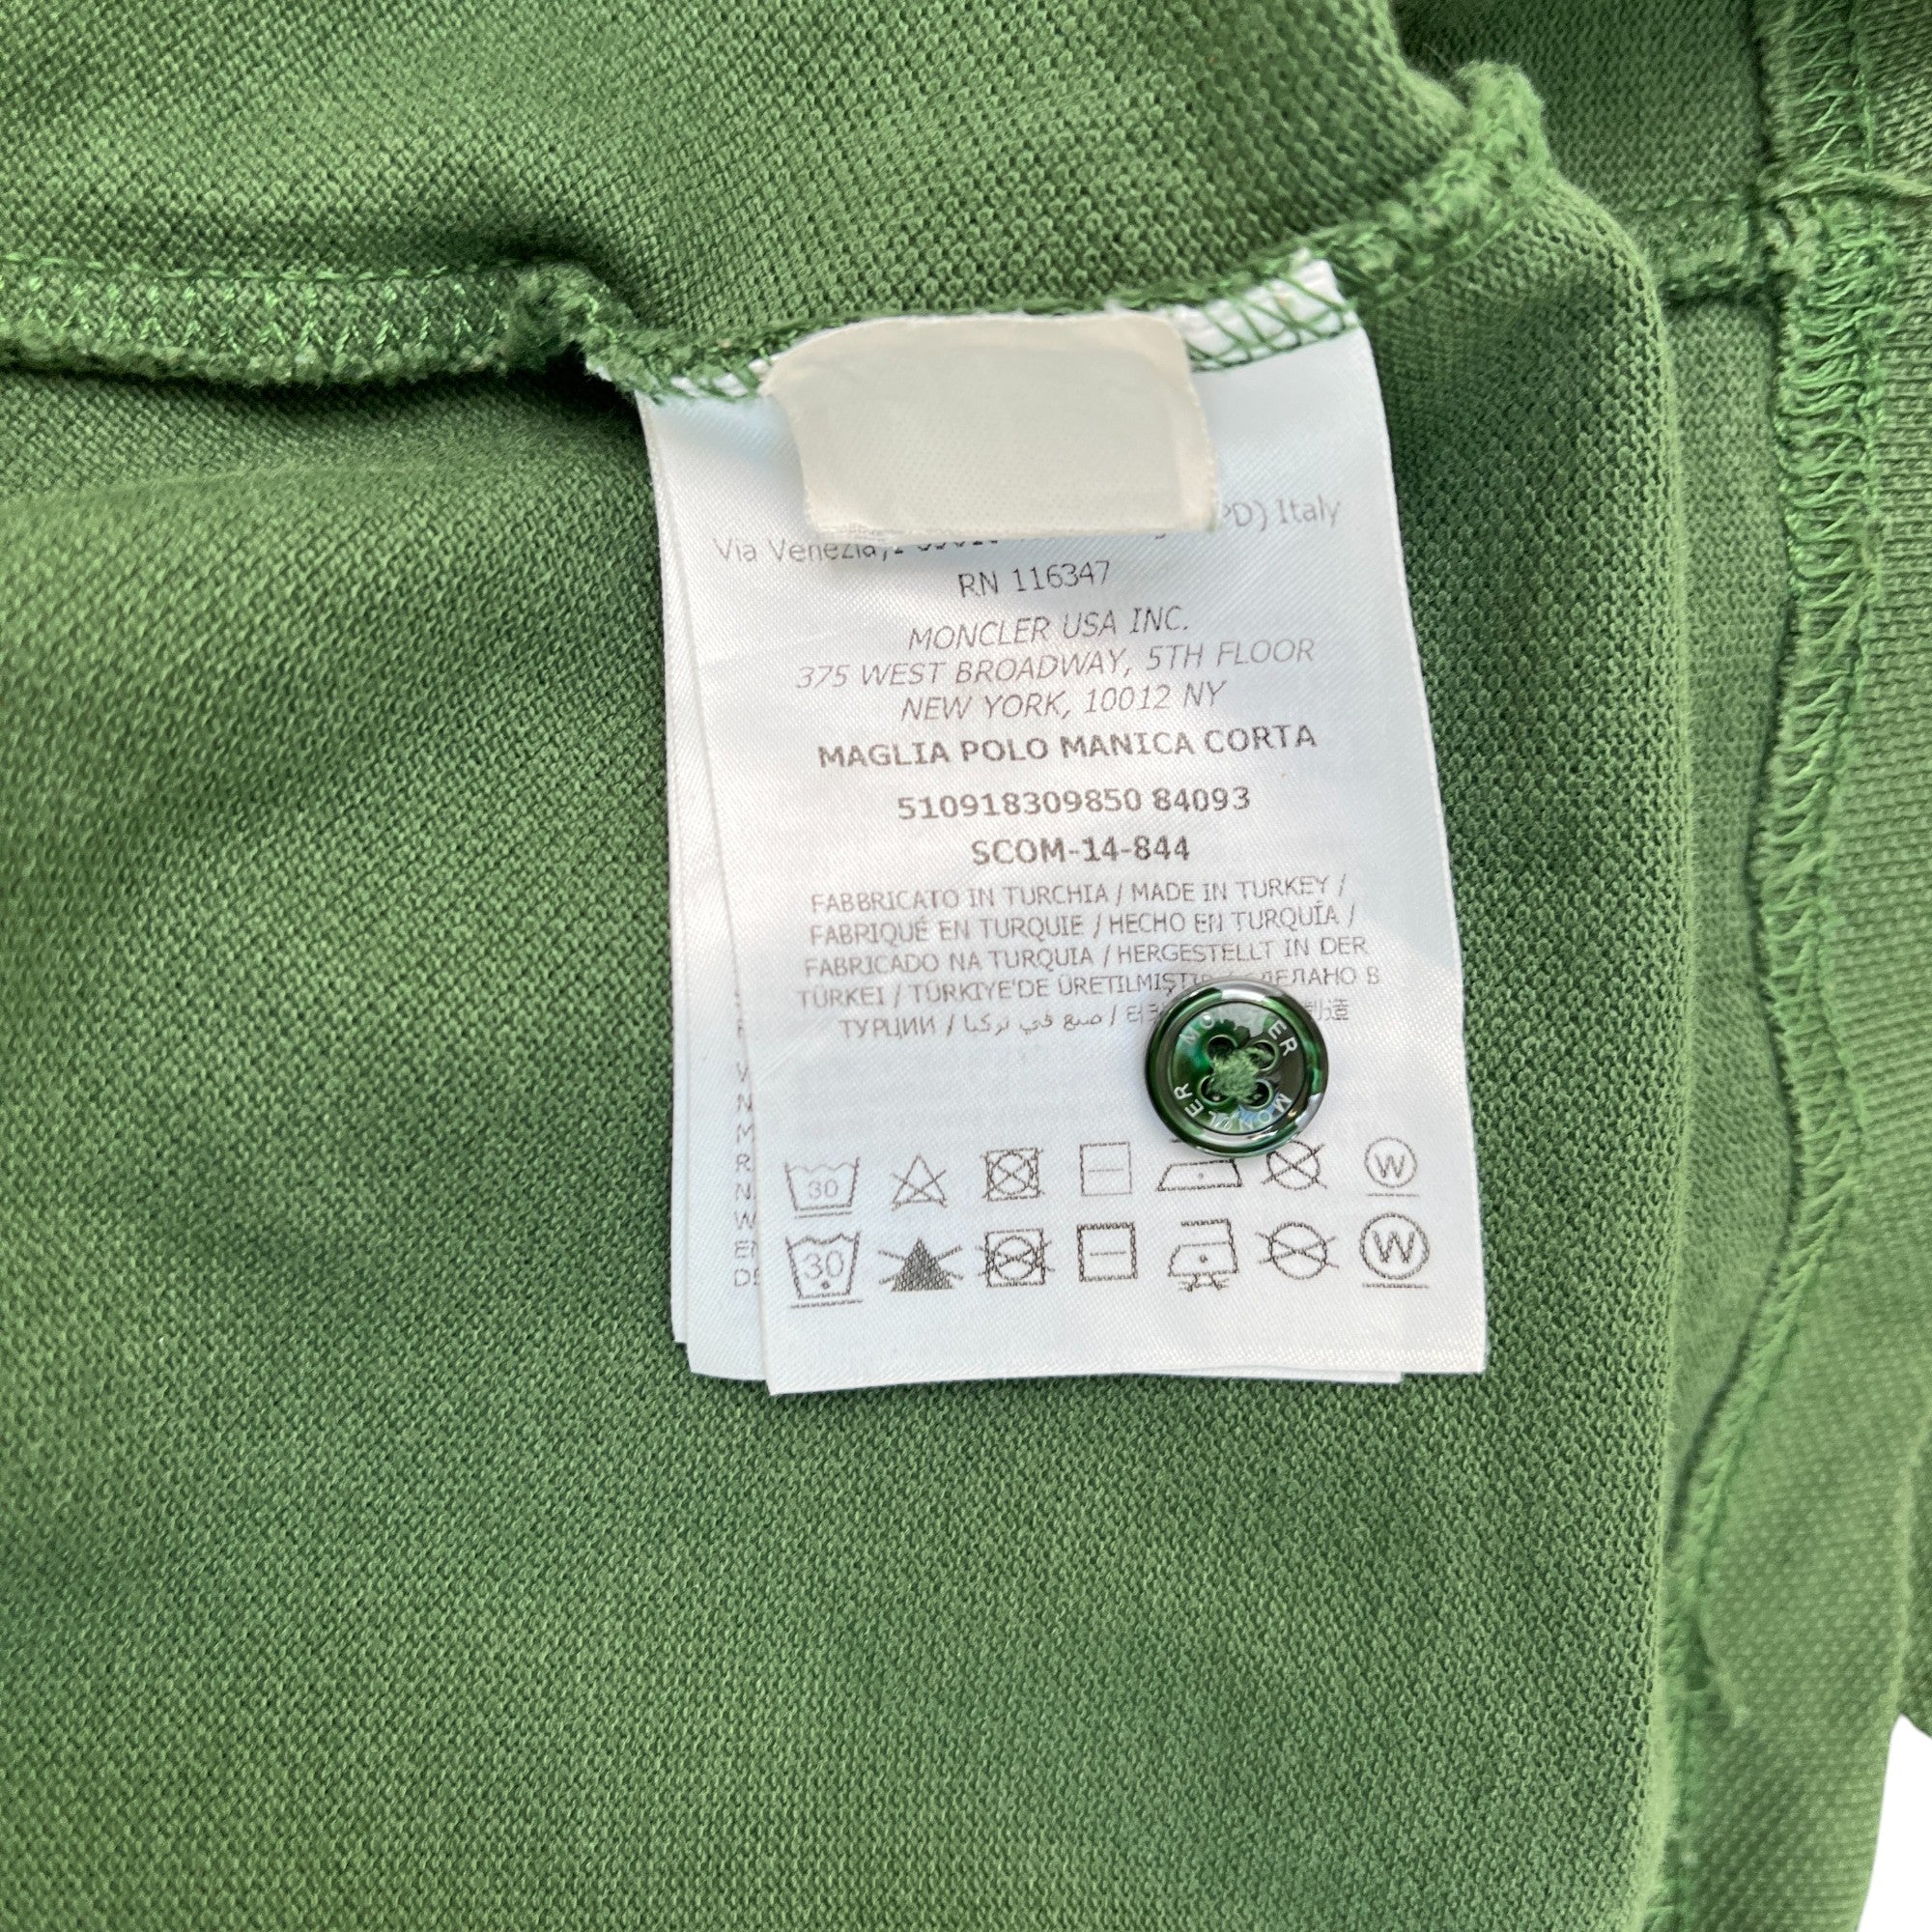 PD) Italy
Via Venezia,
RN 116347
MONCLER USA INC.
375 WEST BROADWAY, 5TH FLOOR
NEW YORK, 10012 NY
MAGLIA POLO MANICA CORTA
510918309850 84093
SCOM-14-844
FABBRICATO IN TURCHIA / MADE IN TURKEY /
FABRIQUÉ EN TURQUIE / HECHO EN TURQUÍA /
FABRICADO NA TURQUIA / HERGESTELLT IN DER
TÜRKEI / TÜRKIYE'DE ÜRETILMIŞTIR СДЕЛАНО В
ТУРЦИИ / صنع في تركيا / 制造
MONCLER MONCLER
30 W
30 W